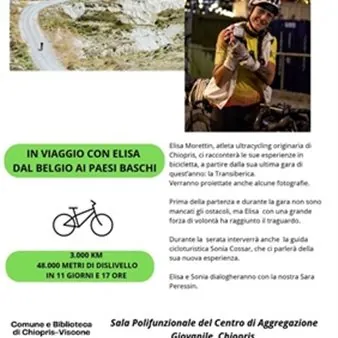 Elisa Morettin, atleta ultracycling originaria di
Chiopris, ci racconterà le sue esperienze in
bicicletta, a partire dalla sua ultima gara di
quest'anno: la Transiberica.
Verranno proiettate anche alcune fotografie.
IN VIAGGIO CON ELISA
DAL BELGIO AI PAESI BASCHI
Prima della partenza e durante la gara non sono
mancati gli ostacoli, ma Elisa con una grande
forza di volontà ha raggiunto il traguardo.
Durante la serata interverrà anche la guida
cicloturistica Sonia Cossar, che ci parlerà della
sua nuova esperienza.
3.000 KM
48.000 METRI DI DISLIVELLO
IN 11 GIORNI E 17 ORE
Elisa e Sonia dialogheranno con la nostra Sara
Peressin.
Comune e Biblioteca
di Chiopris-Viscone
Sala Polifunzionale del Centro di Aggregazione
Giovanile, Chiopris